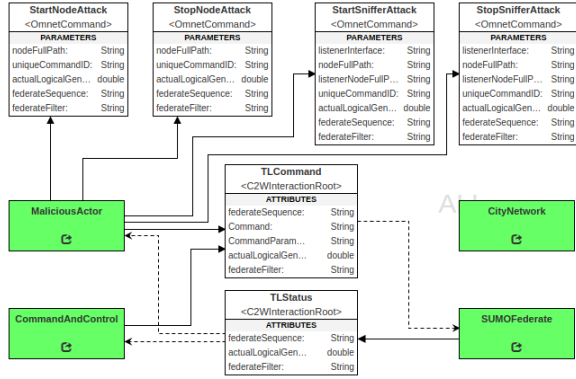 StartNodeAttack
<OmnetCommand>
PARAMETERS
nodeFullPath: String
uniqueCommandID: String
actualLogicalGen... double
federateSequence: String
federateFilter: String
StopNodeAttack
<OmnetCommand>
PARAMETERS
nodeFullPath: String
uniqueCommandID: String
actualLogicalGen... double
federateSequence: String
federateFilter: String
StartSnifferAttack
<OmnetCommand>
PARAMETERS
listenerInterface: String
nodeFullPath: String
listenerNodeFullP... String
uniqueCommandID: String
actualLogicalGen... double
federateSequence: String
federateFilter: String
StopSnifferAttack
<OmnetCommand>
PARAMETERS
listenerInterface: String
nodeFullPath: String
listenerNodeFullP... String
uniqueCommandID: String
actualLogicalGen... double
federateSequence: String
federateFilter: String
TLCommand
<C2WInteractionRoot>
ATTRIBUTES
federateSequence: String
Command: String
CommandParam... String
actualLogicalGen... double
federateFilter: String
MaliciousActor
CityNetwork
TLStatus
<C2WInteractionRoot>
ATTRIBUTES
federateSequence: String
actualLogicalGen... double
federateFilter: String
CommandAndControl
SUMOFederate